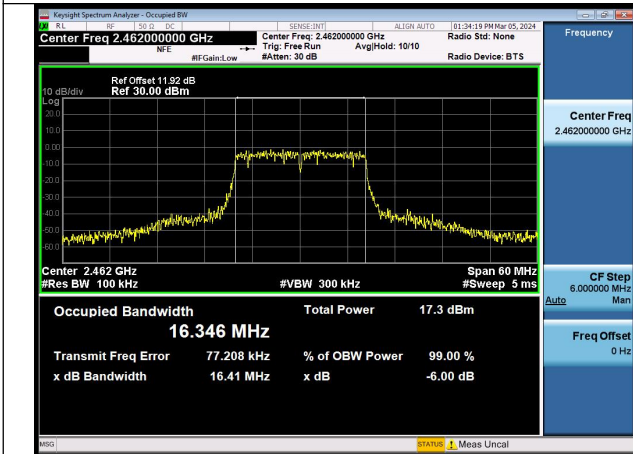 Keysight Spectrum Analyzer - Occupied BW
RL RF 50 Ω DC SENSE:INT ALIGN AUTO 01:34:19 PM Mar 05, 2024
Center Freq 2.462000000 GHz
NFE
#IFGain:Low
Center Freq: 2.462000000 GHz
Trig: Free Run Avg|Hold: 10/10
#Atten: 30 dB
Radio Std: None
Radio Device: BTS
Frequency
Ref Offset 11.92 dB
10 dB/div Ref 30.00 dBm
Log
20.0
10.0
0.00
-10.0
-20.0
-30.0
-40.0
-50.0
-60.0
Center 2.462 GHz Span 60 MHz
#Res BW 100 kHz #VBW 300 kHz #Sweep 5 ms
Occupied Bandwidth Total Power 17.3 dBm
16.346 MHz
Transmit Freq Error 77.208 kHz % of OBW Power 99.00 %
x dB Bandwidth 16.41 MHz x dB -6.00 dB
Center Freq
2.462000000 GHz
CF Step
6.000000 MHz
Auto Man
Freq Offset
0 Hz
MSG STATUS Meas Uncal